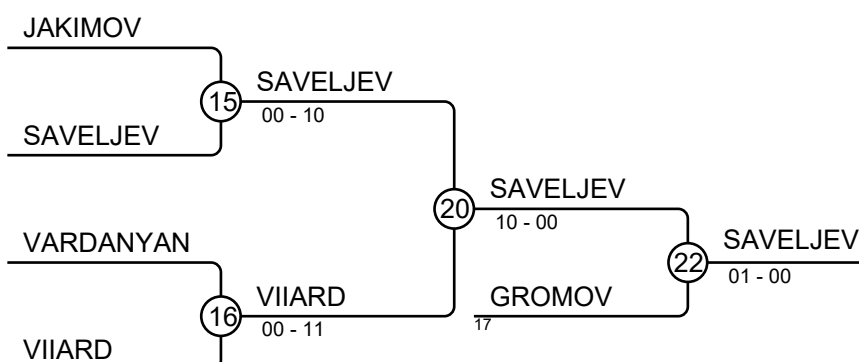 JAKIMOV
15
SAVELJEV
00 - 10
SAVELJEV
20
SAVELJEV
10 - 00
VARDANYAN
22
SAVELJEV
01 - 00
16
VIIARD
00 - 11
GROMOV
17
VIIARD